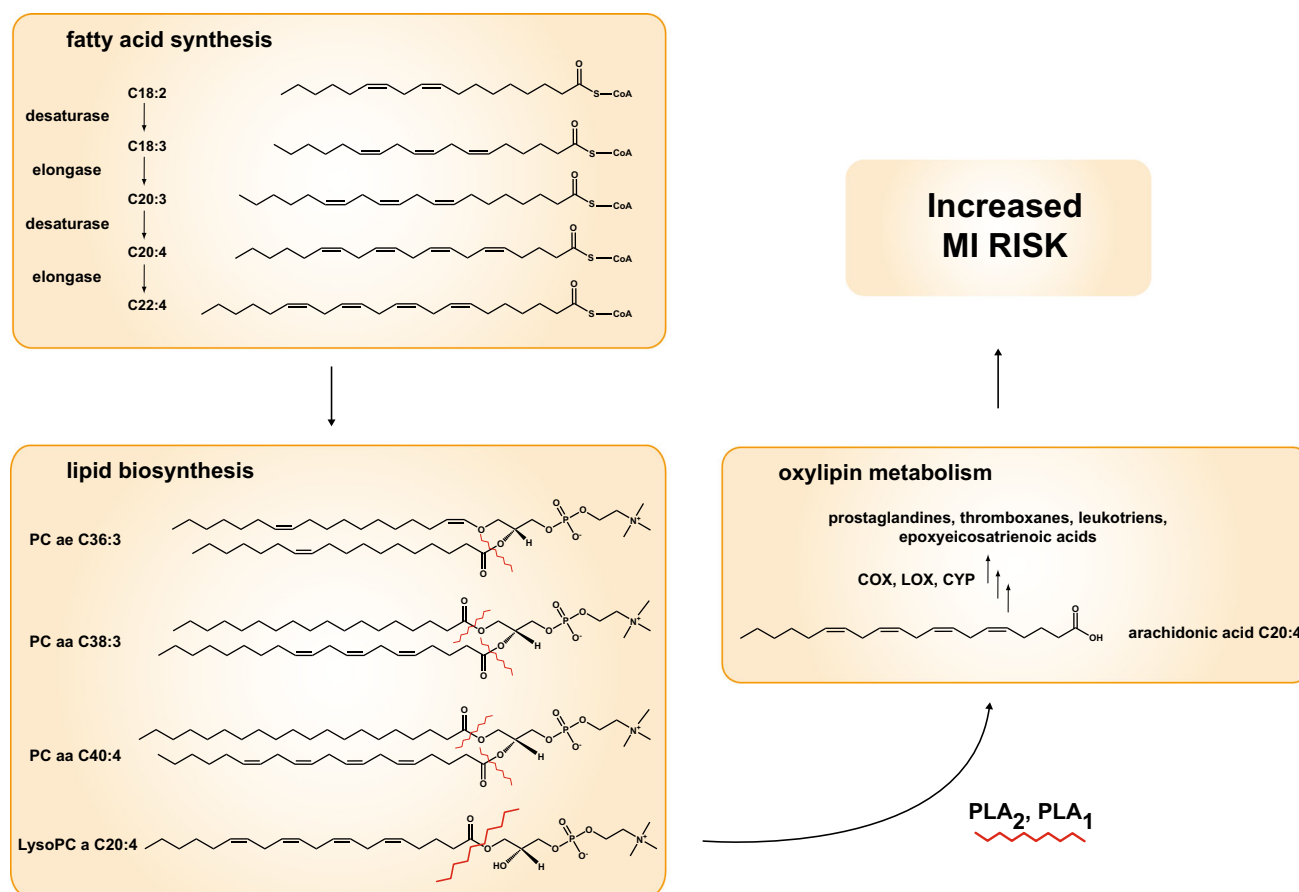 fatty acid synthesis
C18:2
desaturase
C18:3
elongase
C20:3
desaturase
C20:4
elongase
C22:4
O
S—CoA
O
S—CoA
O
S—CoA
O
S—CoA
O
S—CoA
Increased
MI RISK
lipid biosynthesis
PC ae C36:3
O O O P O N+
O- H O O
PC aa C38:3
O O O O P O N+
O- H O O
PC aa C40:4
O O O O P O N+
O- H O O
LysoPC a C20:4
O O O O P O N+
O- H HO
oxylipin metabolism
prostaglandines, thromboxanes, leukotriens,
epoxyeicosatrienoic acids
COX, LOX, CYP
O
OH
arachidonic acid C20:4
PLA2, PLA1